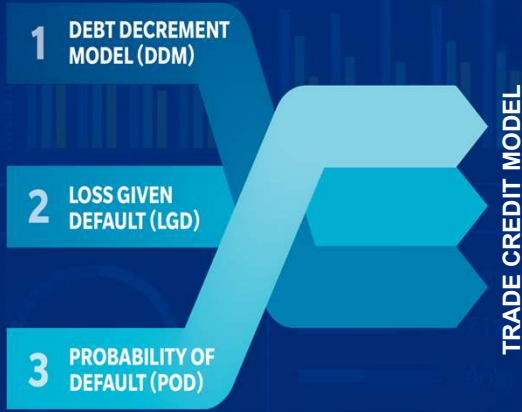 1
DEBT DECREMENT
MODEL (DDM)
2
LOSS GIVEN
DEFAULT (LGD)
3
PROBABILITY OF
DEFAULT (POD)
TRADE CREDIT MODEL